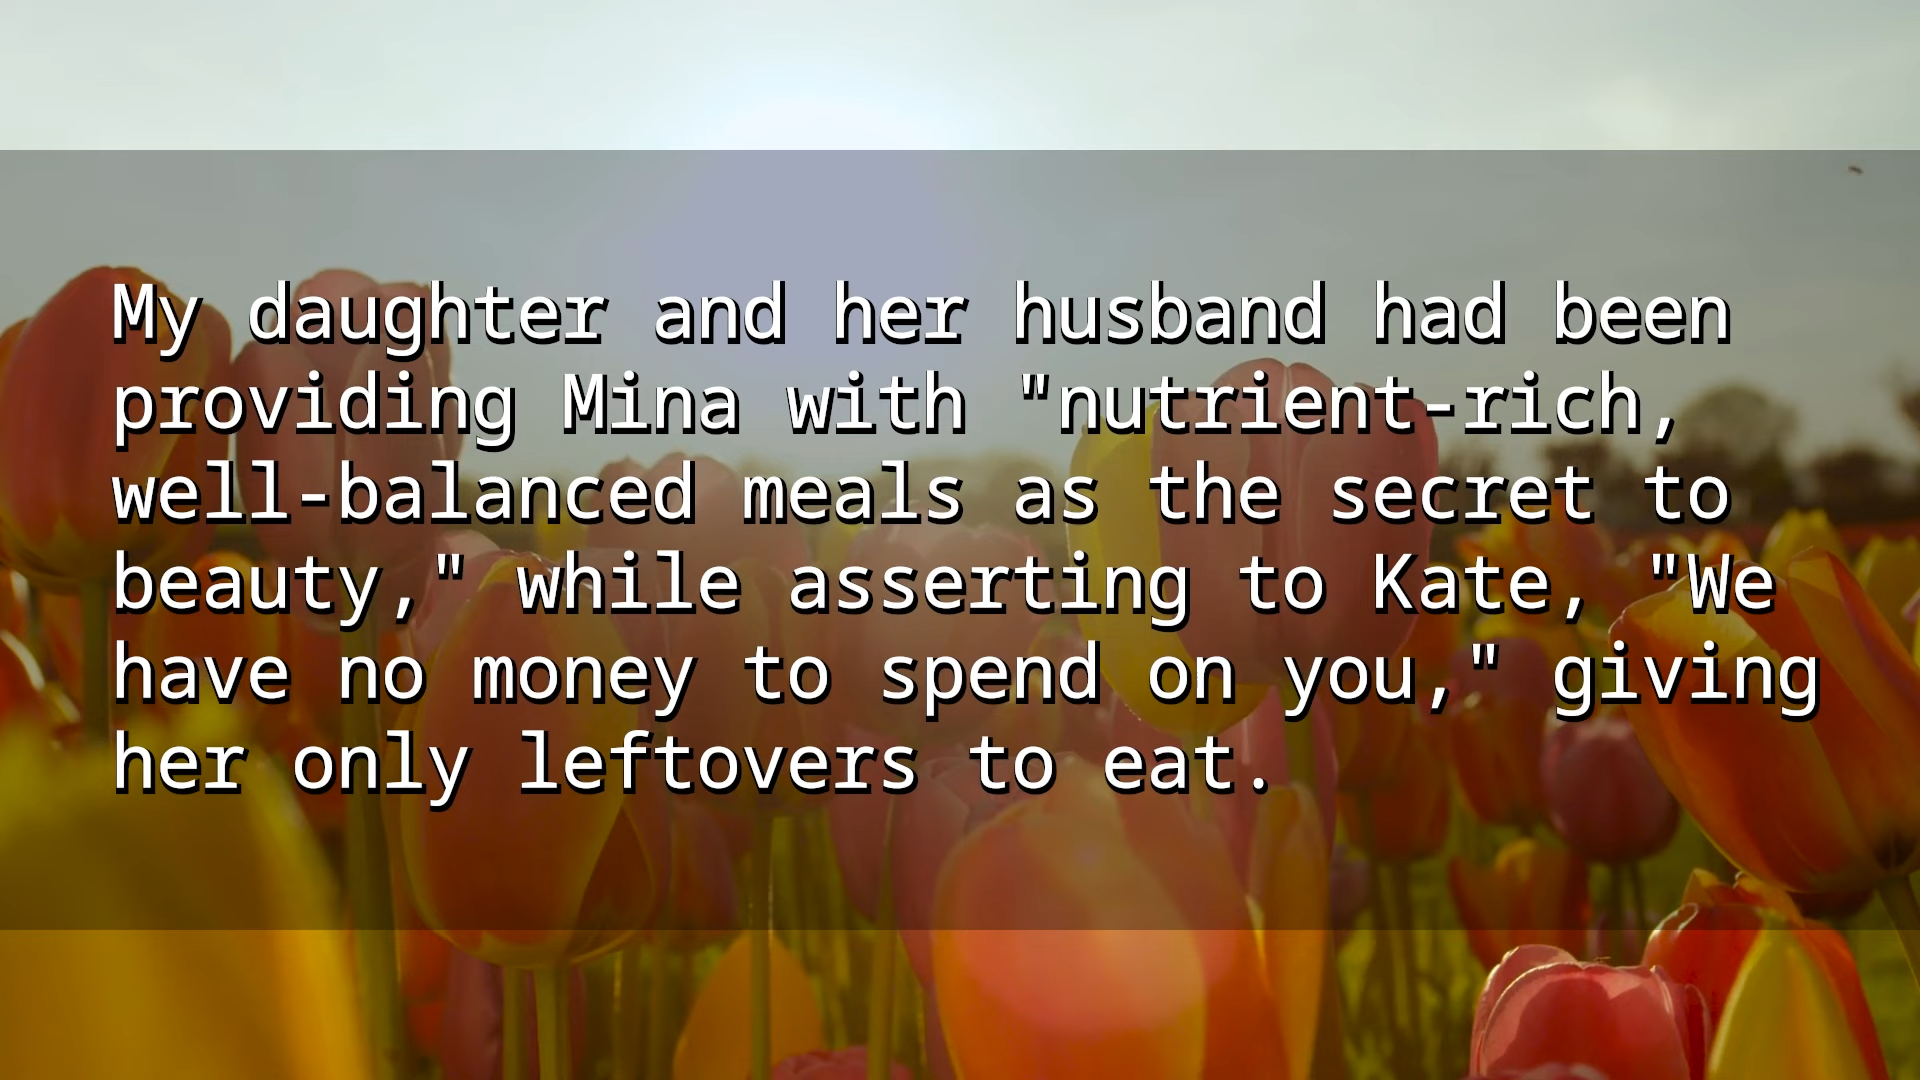 My daughter and her husband had been
providing Mina with "nutrient-rich,
well-balanced meals as the secret to
beauty," while asserting to Kate, "We
have no money to spend on you," giving
her only leftovers to eat.